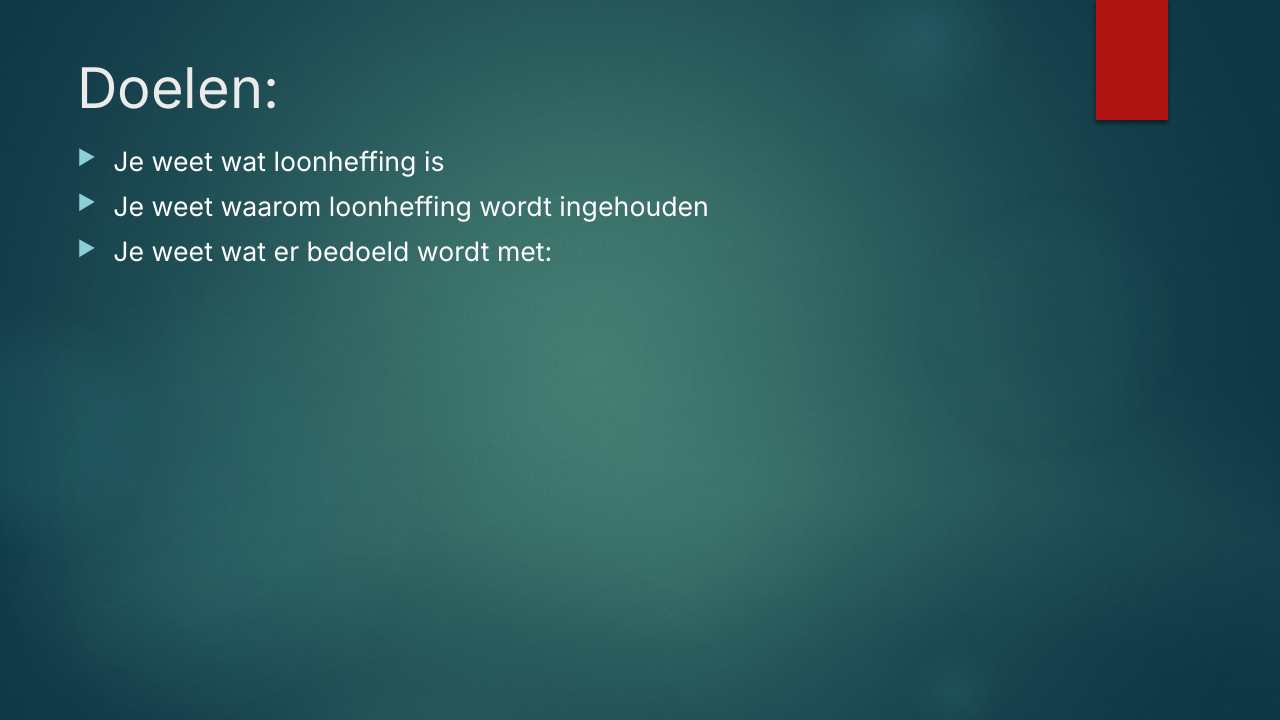 Doelen:
Je weet wat loonheffing is
Je weet waarom loonheffing wordt ingehouden
Je weet wat er bedoeld wordt met: